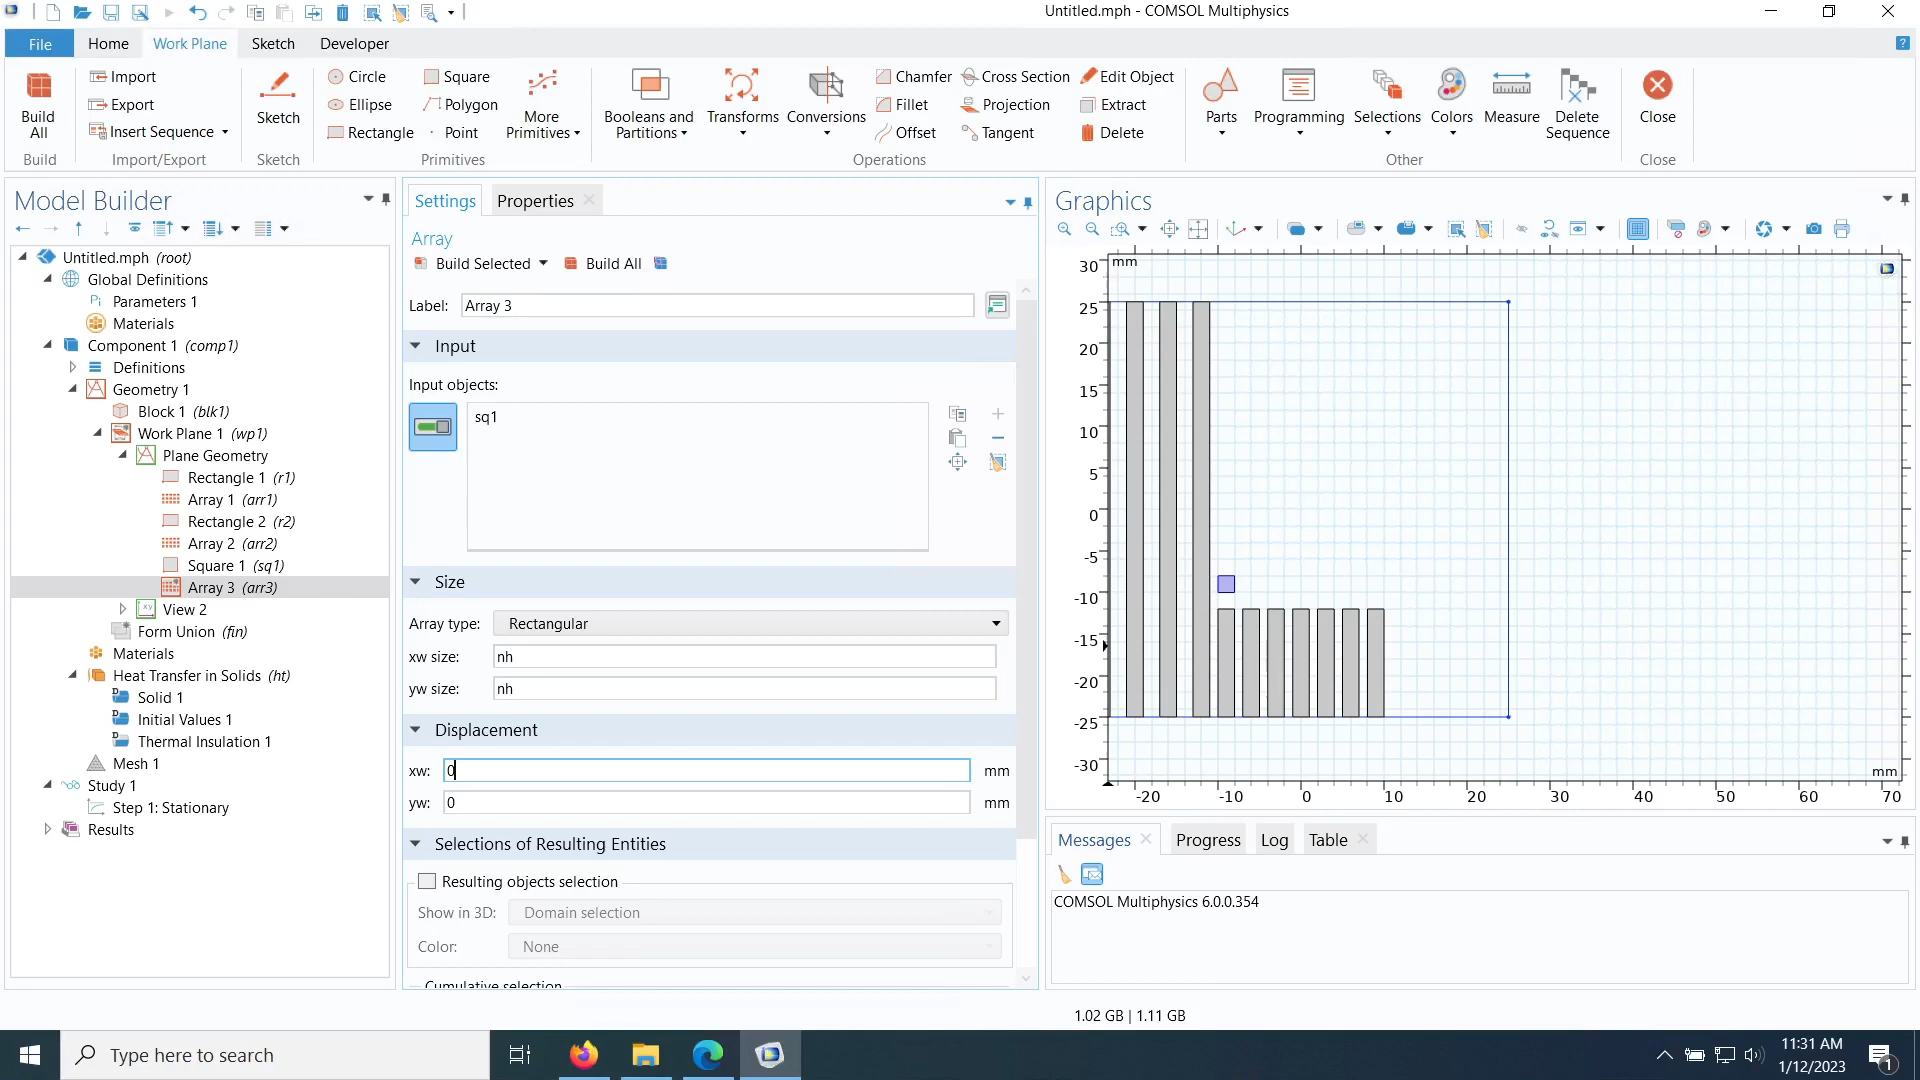 Untitled.mph - COMSOL Multiphysics
File
Home
Work Plane
Sketch
Developer
?
Build All
Build
Import
Export
Insert Sequence
Import/Export
Sketch
Sketch
Circle
Ellipse
Rectangle
Square
Polygon
Point
More Primitives
Primitives
Booleans and Partitions
Transforms
Conversions
Chamfer
Fillet
Offset
Cross Section
Projection
Tangent
Edit Object
Extract
Delete
Operations
Parts
Programming
Selections
Colors
Measure
Delete Sequence
Other
Close
Close
Model Builder
Untitled.mph (root)
Global Definitions
Pi Parameters 1
Materials
Component 1 (comp1)
Definitions
Geometry 1
Block 1 (blk1)
Work Plane 1 (wp1)
Plane Geometry
Rectangle 1 (r1)
Array 1 (arr1)
Rectangle 2 (r2)
Array 2 (arr2)
Square 1 (sq1)
Array 3 (arr3)
xy View 2
Form Union (fin)
Materials
Heat Transfer in Solids (ht)
D Solid 1
D Initial Values 1
D Thermal Insulation 1
Mesh 1
Study 1
Step 1: Stationary
Results
Settings
Properties
Array
Build Selected
Build All
Label: Array 3
Input
Input objects:
sq1
Size
Array type: Rectangular
xw size: nh
yw size: nh
Displacement
xw: 0 mm
yw: 0 mm
Selections of Resulting Entities
Resulting objects selection
Show in 3D: Domain selection
Color: None
Cumulative selection
Graphics
mm
30
25
20
15
10
5
0
-5
-10
-15
-20
-25
-30
mm
-20
-10
0
10
20
30
40
50
60
70
Messages
Progress
Log
Table
COMSOL Multiphysics 6.0.0.354
1.02 GB | 1.11 GB
Type here to search
11:31 AM
1/12/2023
1